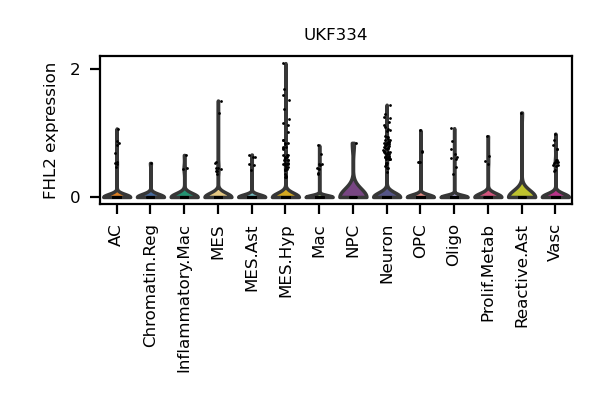 UKF334
FHL2 expression
2
0
AC
Chromatin.Reg
Inflammatory.Mac
MES
MES.Ast
MES.Hyp
Mac
NPC
Neuron
OPC
Oligo
Prolif.Metab
Reactive.Ast
Vasc